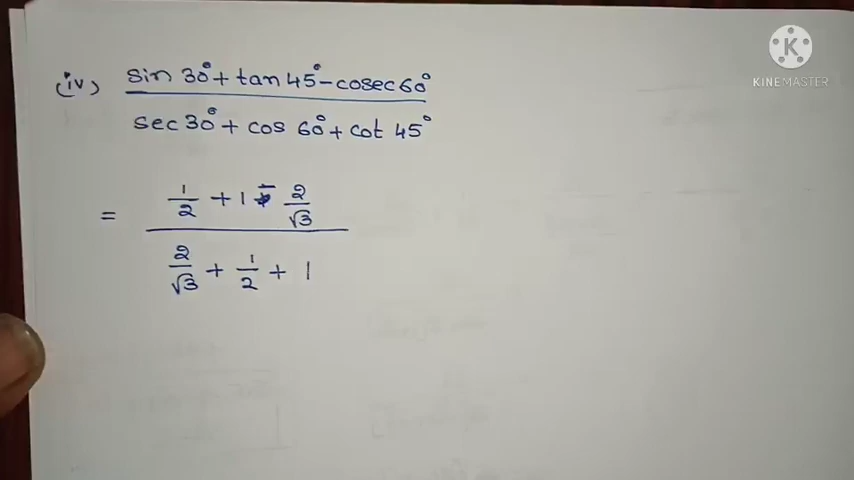 KINEMASTER
(iv) sin 30° + tan 45° - cosec 60°
sec 30° + cos 60° + cot 45°
= 1/2 + 1 - 2/√3
2/√3 + 1/2 + 1